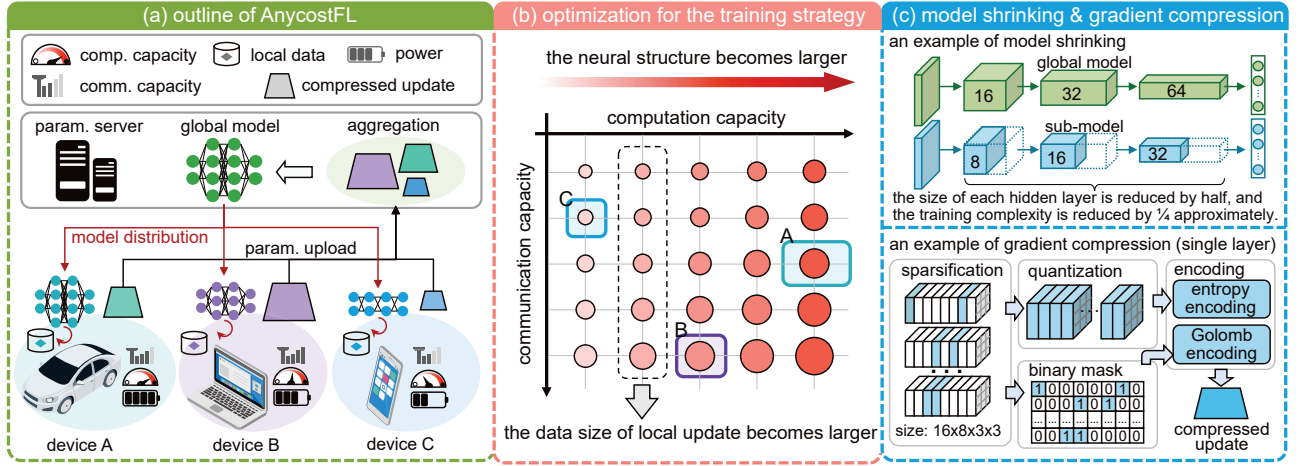 (a) outline of AnycostFL
comp. capacity
local data
power
comm. capacity
compressed update
param. server
global model
aggregation
model distribution
param. upload
device A
device B
device C
(b) optimization for the training strategy
the neural structure becomes larger
computation capacity
communication capacity
C
A
B
the data size of local update becomes larger
(c) model shrinking & gradient compression
an example of model shrinking
global model
16
32
64
sub-model
8
16
32
the size of each hidden layer is reduced by half, and
the training complexity is reduced by ¼ approximately.
an example of gradient compression (single layer)
sparsification
...
size: 16x8x3x3
quantization
...
binary mask
1 0 0 0 0 0 1 0
0 0 0 1 0 1 0 0
... ... ... ... ... ... ... ...
0 0 1 1 0 0 0 0
encoding
entropy
encoding
Golomb
encoding
compressed
update